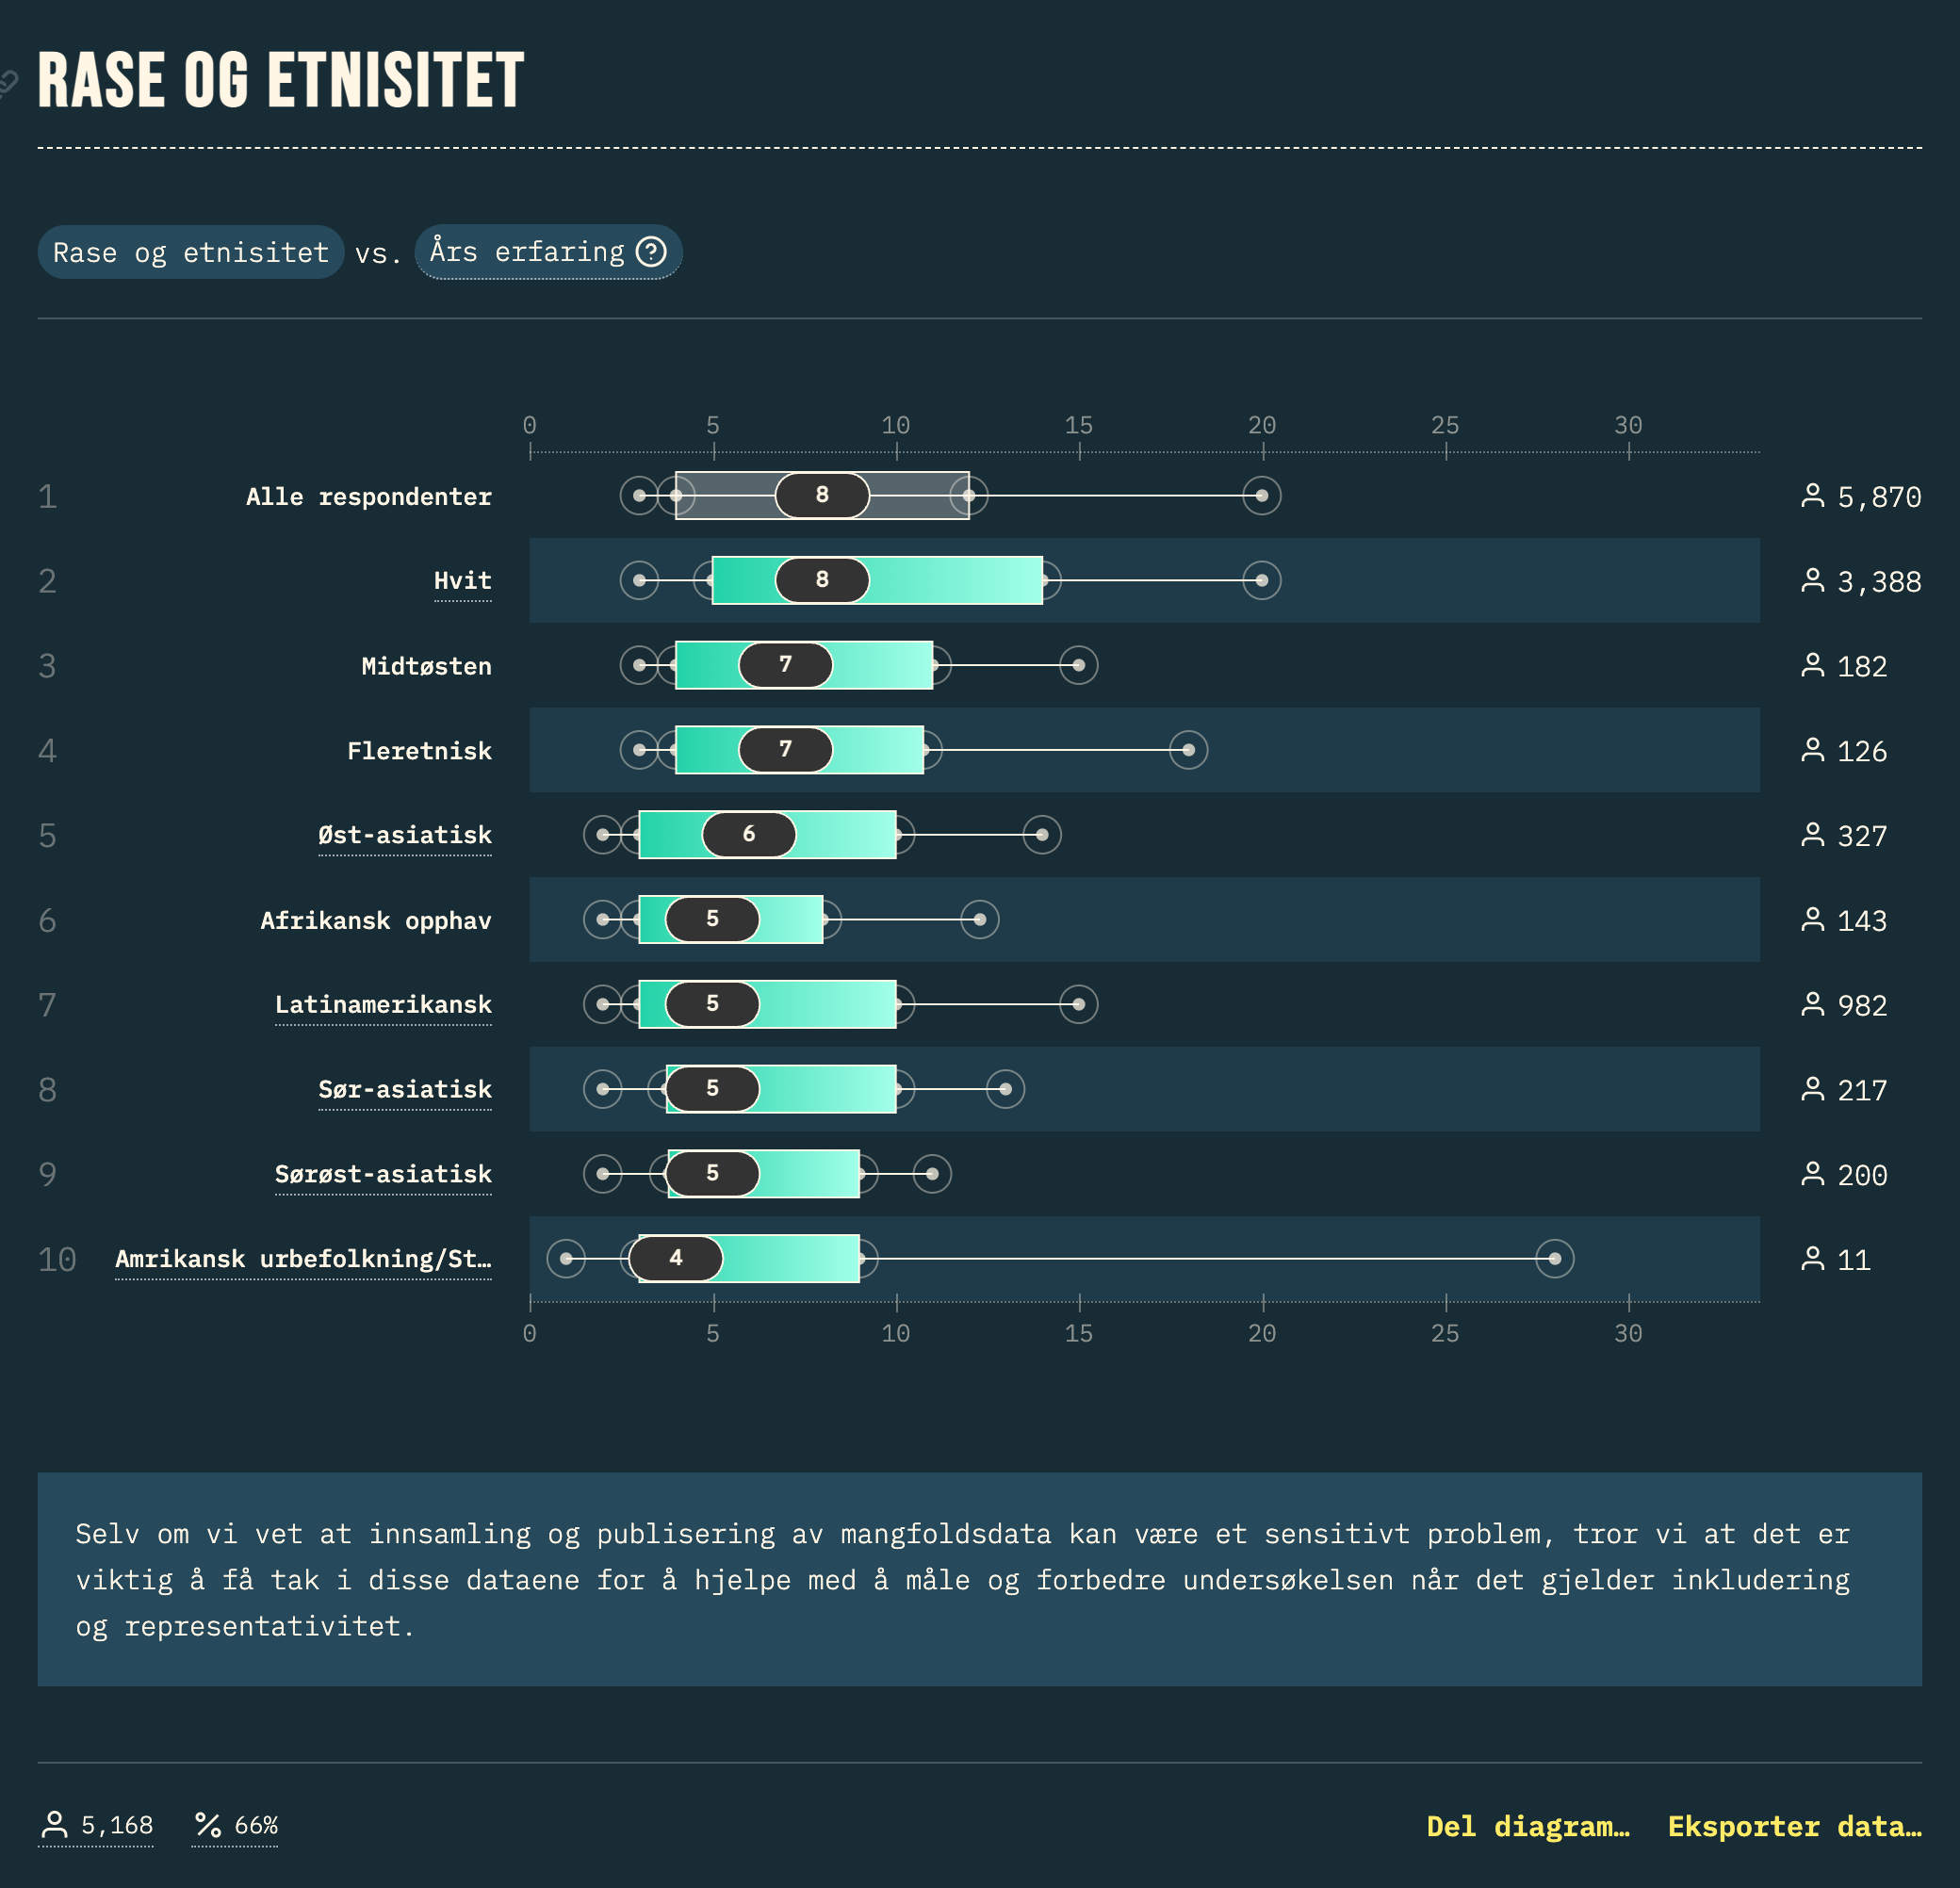 RASE OG ETNISITET
Rase og etnisitet vs. Års erfaring ?
0 5 10 15 20 25 30
1 Alle respondenter 8 5,870
2 Hvit 8 3,388
3 Midtøsten 7 182
4 Fleretnisk 7 126
5 Øst-asiatisk 6 327
6 Afrikansk opphav 5 143
7 Latinamerikansk 5 982
8 Sør-asiatisk 5 217
9 Sørøst-asiatisk 5 200
10 Amrikansk urbefolkning/St… 4 11
0 5 10 15 20 25 30
Selv om vi vet at innsamling og publisering av mangfoldsdata kan være et sensitivt problem, tror vi at det er
viktig å få tak i disse dataene for å hjelpe med å måle og forbedre undersøkelsen når det gjelder inkludering
og representativitet.
5,168 % 66% Del diagram… Eksporter data…